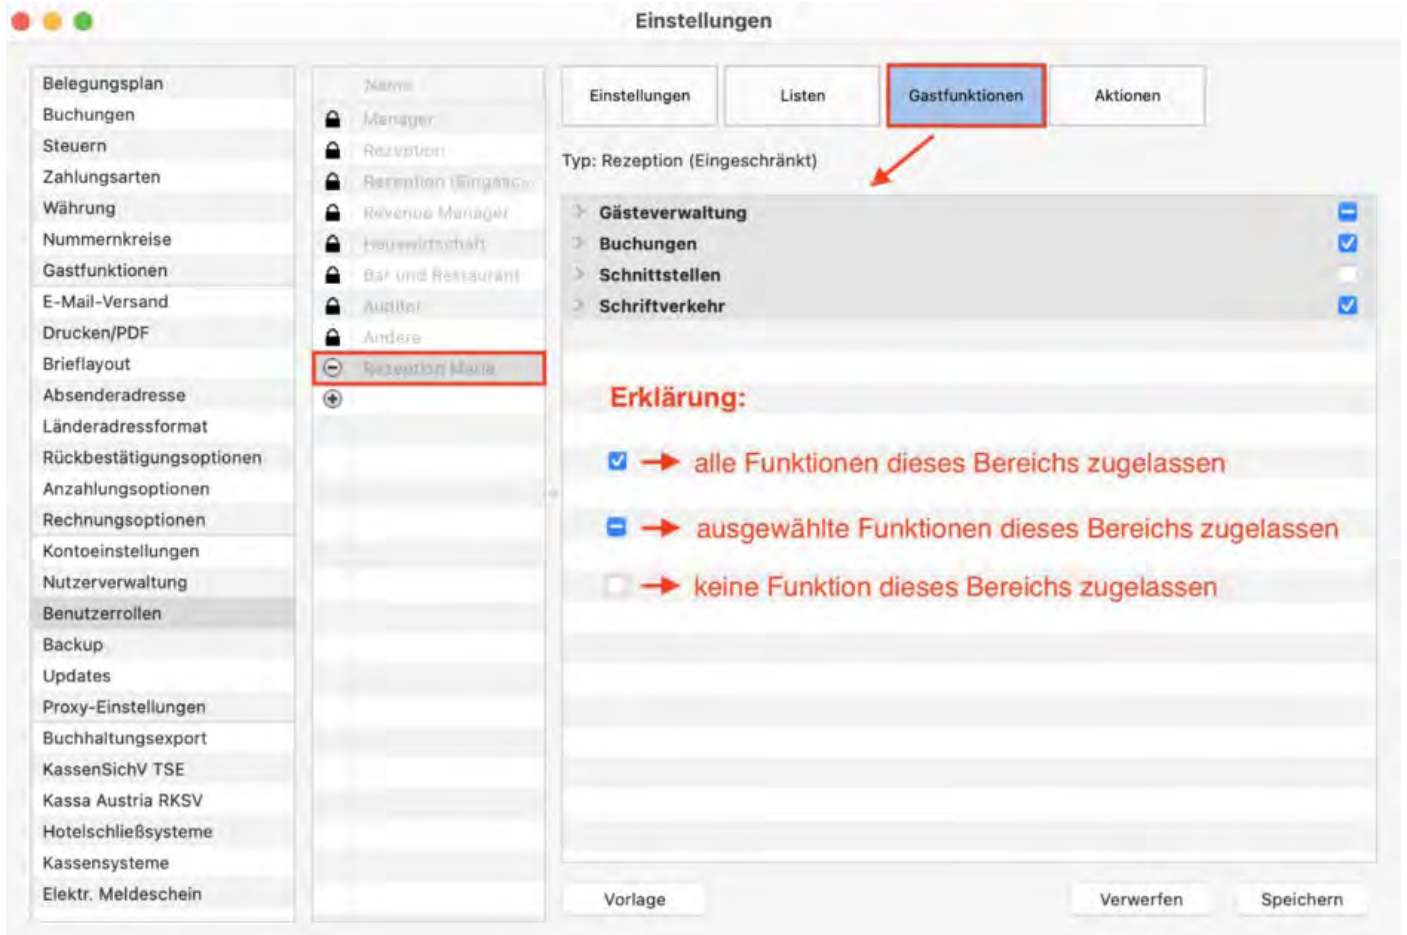 Einstellungen
Belegungsplan
Buchungen
Steuern
Zahlungsarten
Währung
Nummernkreise
Gastfunktionen
E-Mail-Versand
Drucken/PDF
Brieflayout
Absenderadresse
Länderadressformat
Rückbestätigungsoptionen
Anzahlungsoptionen
Rechnungsoptionen
Kontoeinstellungen
Nutzerverwaltung
Benutzerrollen
Backup
Updates
Proxy-Einstellungen
Buchhaltungsexport
KassenSichV TSE
Kassa Austria RKSV
Hotelschließsysteme
Kassensysteme
Elektr. Meldeschein
Name
Manager
Rezeption
Rezeption (Eingesc...
Revenue Manager
Hauswirtschaft
Bar und Restaurant
Auditor
Andere
Rezeption Maria
Einstellungen
Listen
Gastfunktionen
Aktionen
Typ: Rezeption (Eingeschränkt)
Gästeverwaltung
Buchungen
Schnittstellen
Schriftverkehr
Erklärung:
alle Funktionen dieses Bereichs zugelassen
ausgewählte Funktionen dieses Bereichs zugelassen
keine Funktion dieses Bereichs zugelassen
Vorlage
Verwerfen
Speichern